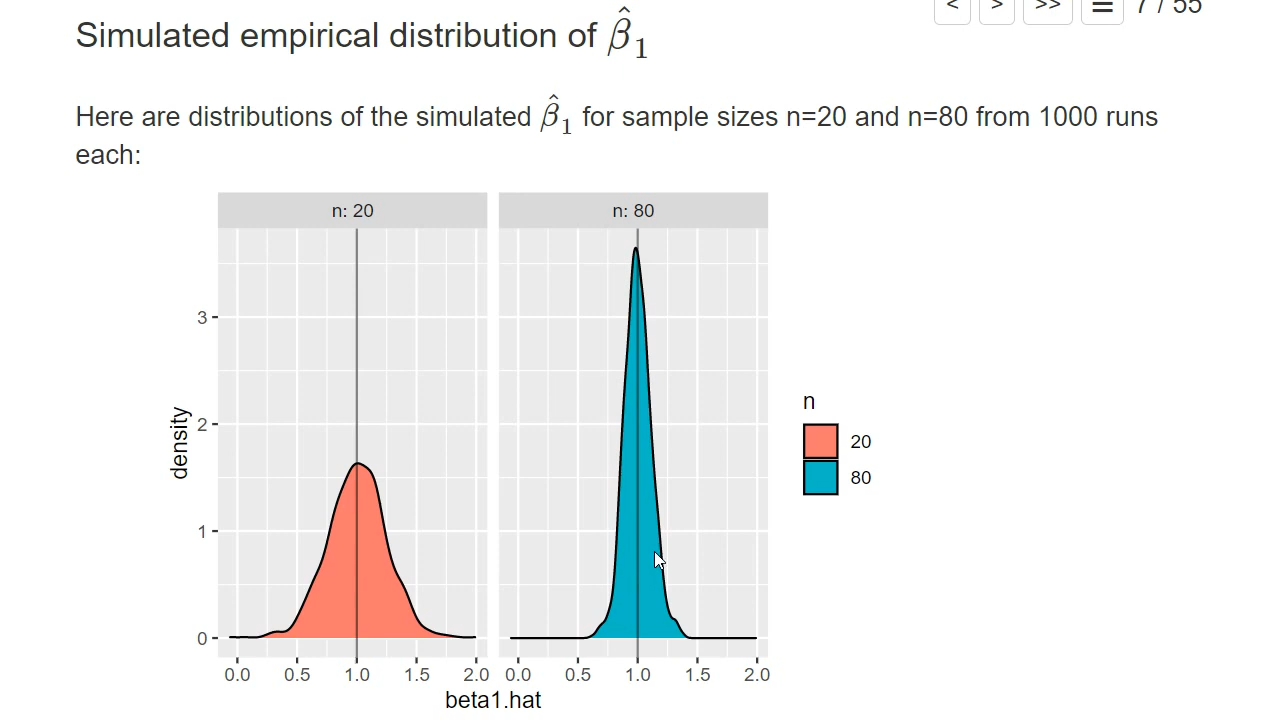 < > >> ☰ 7 / 55
Simulated empirical distribution of β̂₁
Here are distributions of the simulated β̂₁ for sample sizes n=20 and n=80 from 1000 runs
each:
n: 20 n: 80
density
3
2
1
0
0.0 0.5 1.0 1.5 2.0 0.0 0.5 1.0 1.5 2.0
beta1.hat
n
20
80